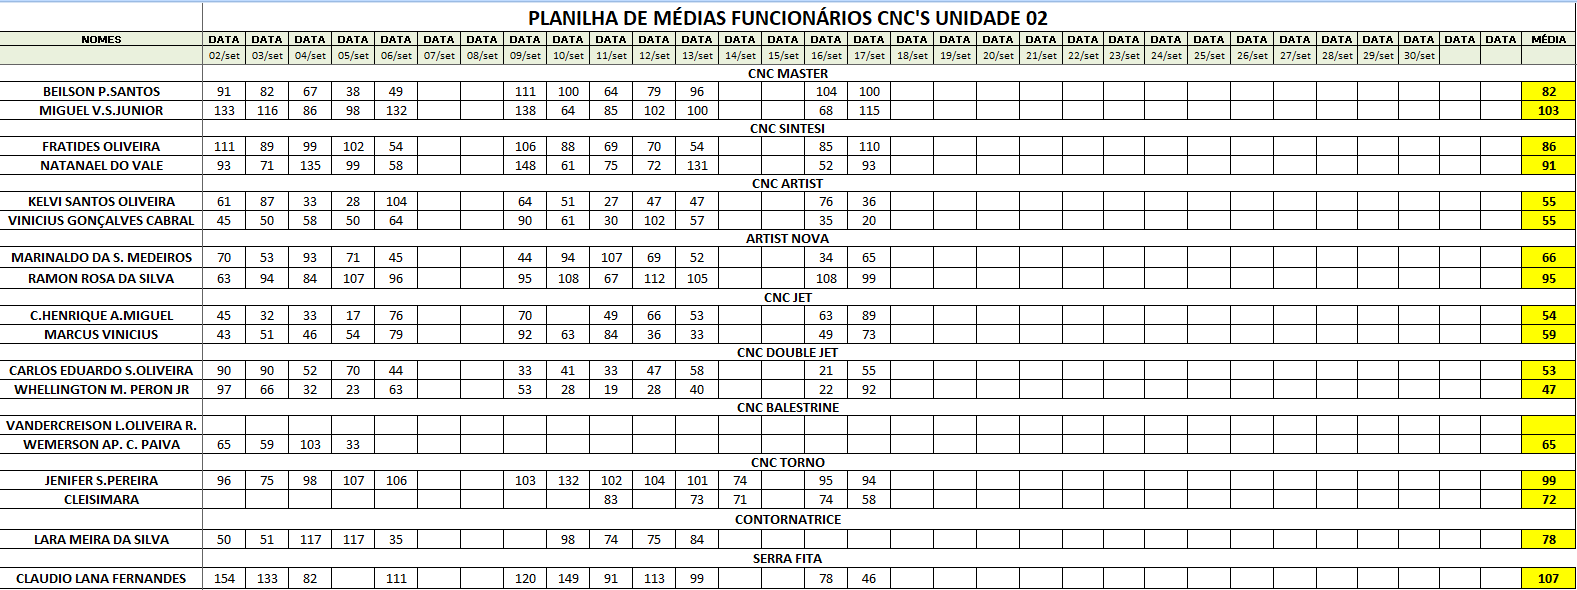 PLANILHA DE MÉDIAS FUNCIONÁRIOS CNC'S UNIDADE 02
NOMES DATA DATA DATA DATA DATA DATA DATA DATA DATA DATA DATA DATA DATA DATA DATA DATA DATA DATA DATA DATA DATA DATA DATA DATA DATA DATA DATA DATA DATA DATA DATA MÉDIA
02/set 03/set 04/set 05/set 06/set 07/set 08/set 09/set 10/set 11/set 12/set 13/set 14/set 15/set 16/set 17/set 18/set 19/set 20/set 21/set 22/set 23/set 24/set 25/set 26/set 27/set 28/set 29/set 30/set
CNC MASTER
BEILSON P.SANTOS 91 82 67 38 49 111 100 64 79 96 104 100 82
MIGUEL V.S.JUNIOR 133 116 86 98 132 138 64 85 102 100 68 115 103
CNC SINTESI
FRATIDES OLIVEIRA 111 89 99 102 54 106 88 69 70 54 85 110 86
NATANAEL DO VALE 93 71 135 99 58 148 61 75 72 131 52 93 91
CNC ARTIST
KELVI SANTOS OLIVEIRA 61 87 33 28 104 64 51 27 47 47 76 36 55
VINICIUS GONÇALVES CABRAL 45 50 58 50 64 90 61 30 102 57 35 20 55
ARTIST NOVA
MARINALDO DA S. MEDEIROS 70 53 93 71 45 44 94 107 69 52 34 65 66
RAMON ROSA DA SILVA 63 94 84 107 96 95 108 67 112 105 108 99 95
CNC JET
C.HENRIQUE A.MIGUEL 45 32 33 17 76 70 49 66 53 63 89 54
MARCUS VINICIUS 43 51 46 54 79 92 63 84 36 33 49 73 59
CNC DOUBLE JET
CARLOS EDUARDO S.OLIVEIRA 90 90 52 70 44 33 41 33 47 58 21 55 53
WHELLINGTON M. PERON JR 97 66 32 23 63 53 28 19 28 40 22 92 47
CNC BALESTRINE
VANDERCREISON L.OLIVEIRA R.
WEMERSON AP. C. PAIVA 65 59 103 33 65
CNC TORNO
JENIFER S.PEREIRA 96 75 98 107 106 103 132 102 104 101 74 95 94 99
CLEISIMARA 83 73 71 74 58 72
CONTORNATRICE
LARA MEIRA DA SILVA 50 51 117 117 35 98 74 75 84 78
SERRA FITA
CLAUDIO LANA FERNANDES 154 133 82 111 120 149 91 113 99 78 46 107